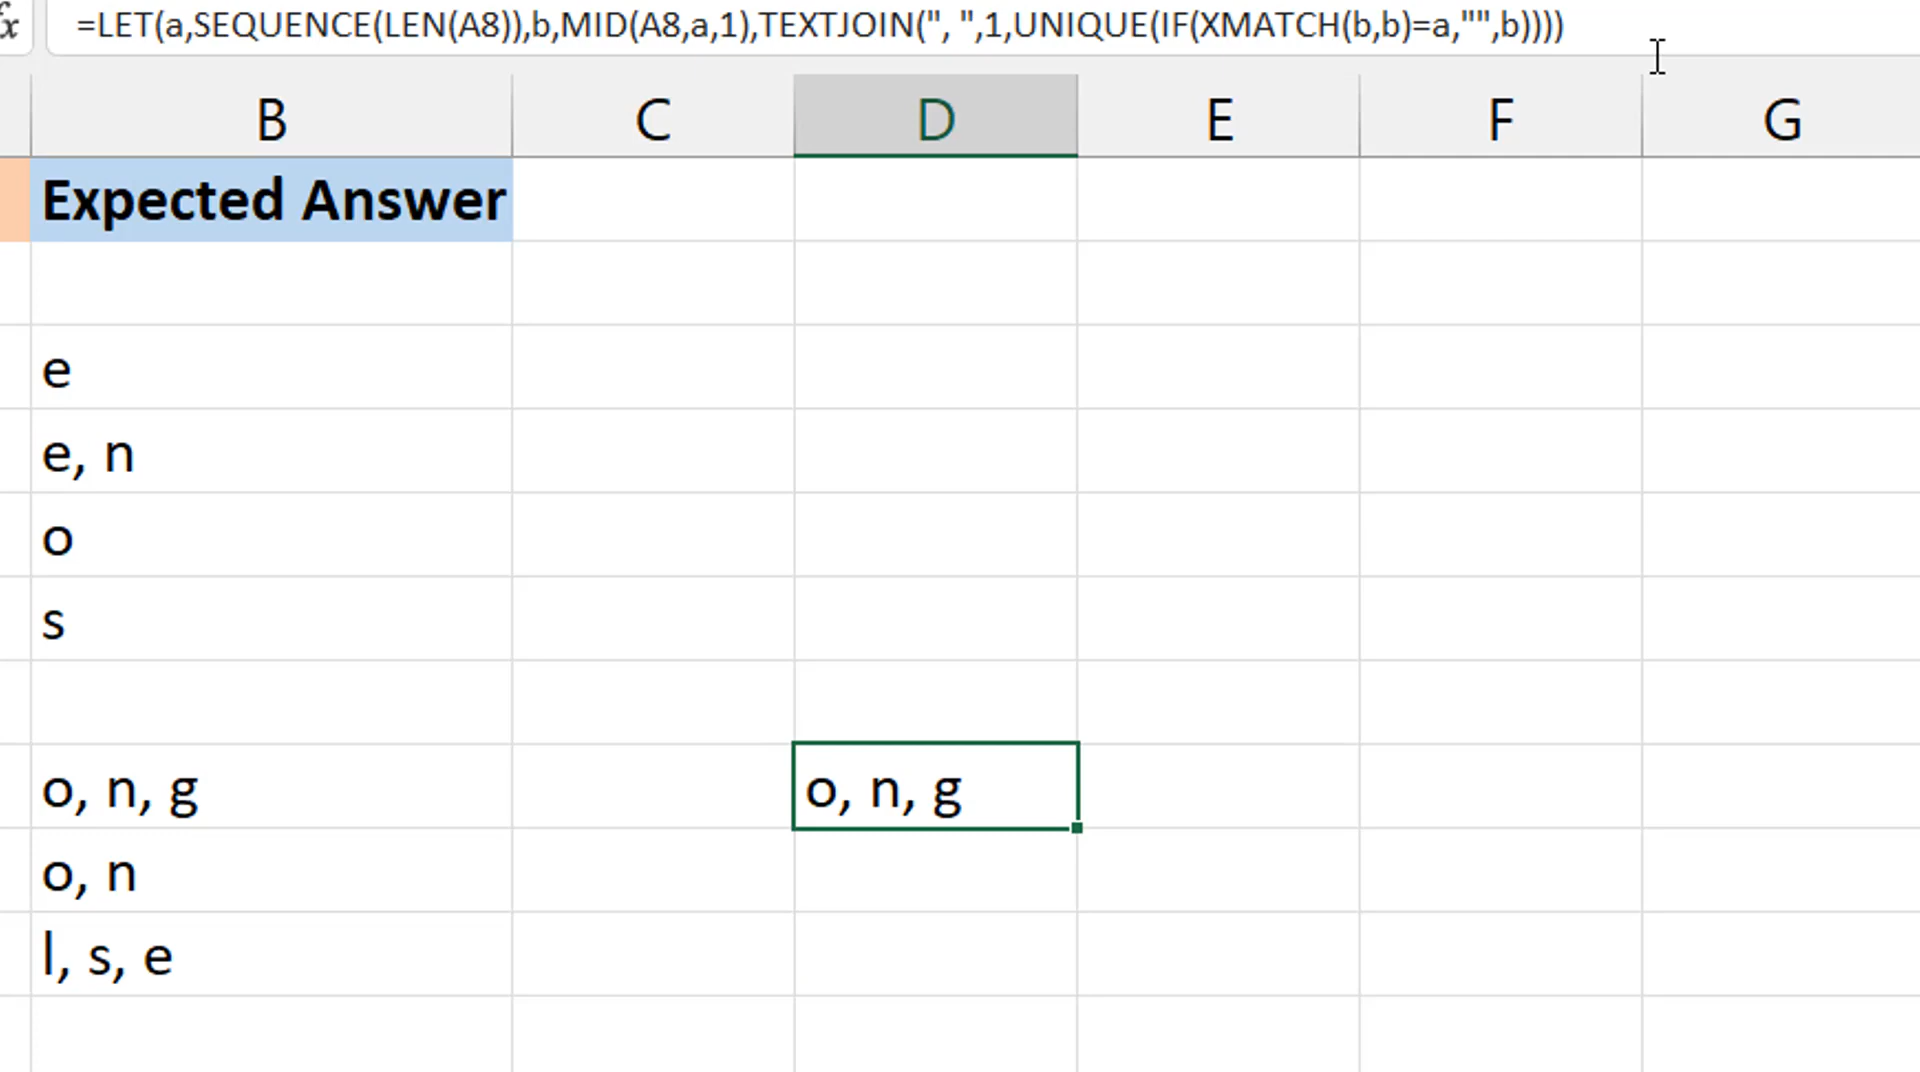 fx =LET(a,SEQUENCE(LEN(A8)),b,MID(A8,a,1),TEXTJOIN(", ",1,UNIQUE(IF(XMATCH(b,b)=a,"",b))))
B C D E F G
Expected Answer
e
e, n
o
s
o, n, g o, n, g
o, n
l, s, e